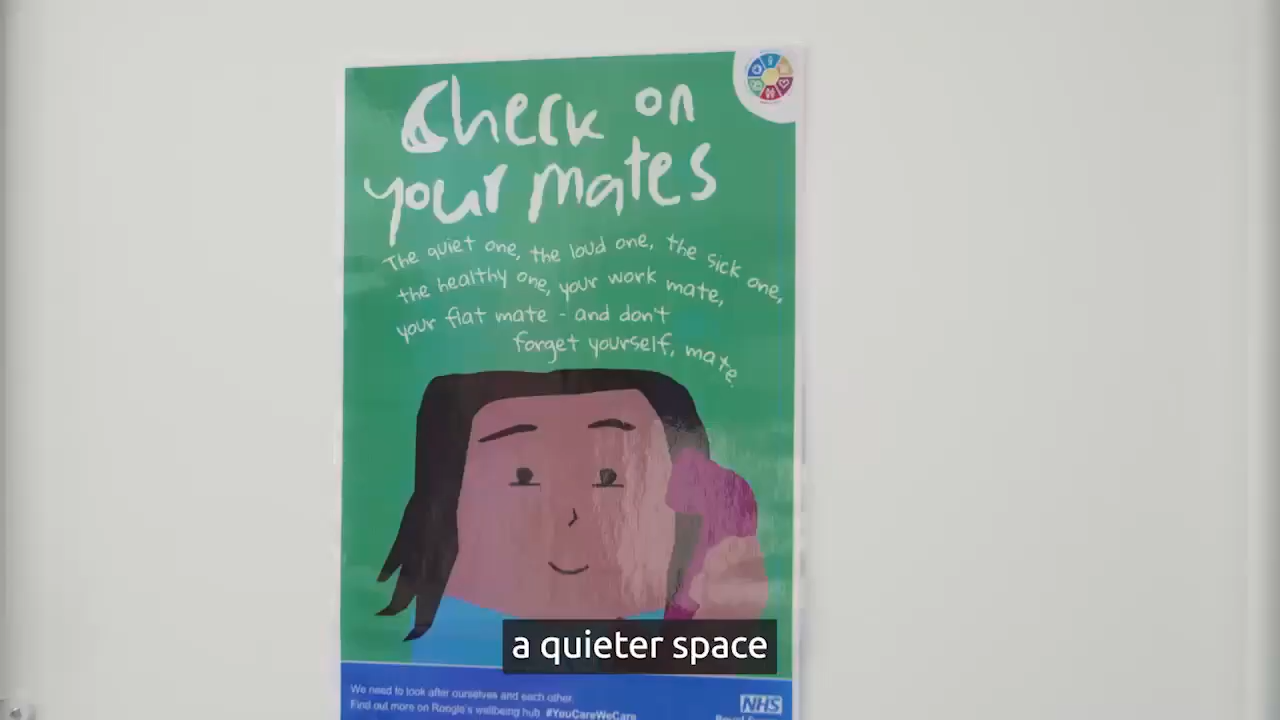 Check on
your mates
The quiet one, the loud one, the sick one,
the healthy one, your work mate,
your flat mate - and don't
forget yourself, mate.
a quieter space
We need to look after ourselves and each other.
Find out more on Roogle's wellbeing hub #YouCareWeCare
NHS
Royal